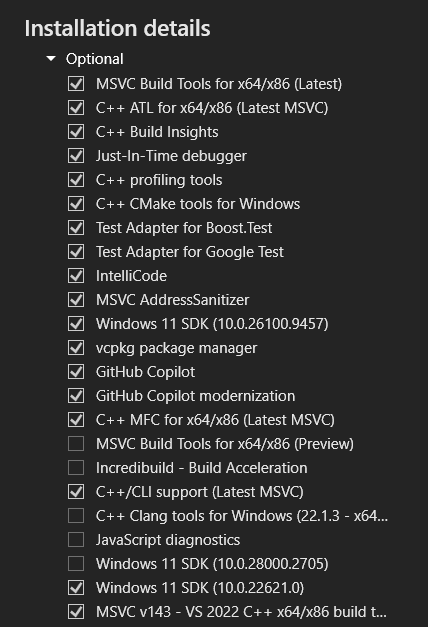 Installation details
Optional
MSVC Build Tools for x64/x86 (Latest)
C++ ATL for x64/x86 (Latest MSVC)
C++ Build Insights
Just-In-Time debugger
C++ profiling tools
C++ CMake tools for Windows
Test Adapter for Boost.Test
Test Adapter for Google Test
IntelliCode
MSVC AddressSanitizer
Windows 11 SDK (10.0.26100.9457)
vcpkg package manager
GitHub Copilot
GitHub Copilot modernization
C++ MFC for x64/x86 (Latest MSVC)
MSVC Build Tools for x64/x86 (Preview)
Incredibuild - Build Acceleration
C++/CLI support (Latest MSVC)
C++ Clang tools for Windows (22.1.3 - x64...
JavaScript diagnostics
Windows 11 SDK (10.0.28000.2705)
Windows 11 SDK (10.0.22621.0)
MSVC v143 - VS 2022 C++ x64/x86 build t...